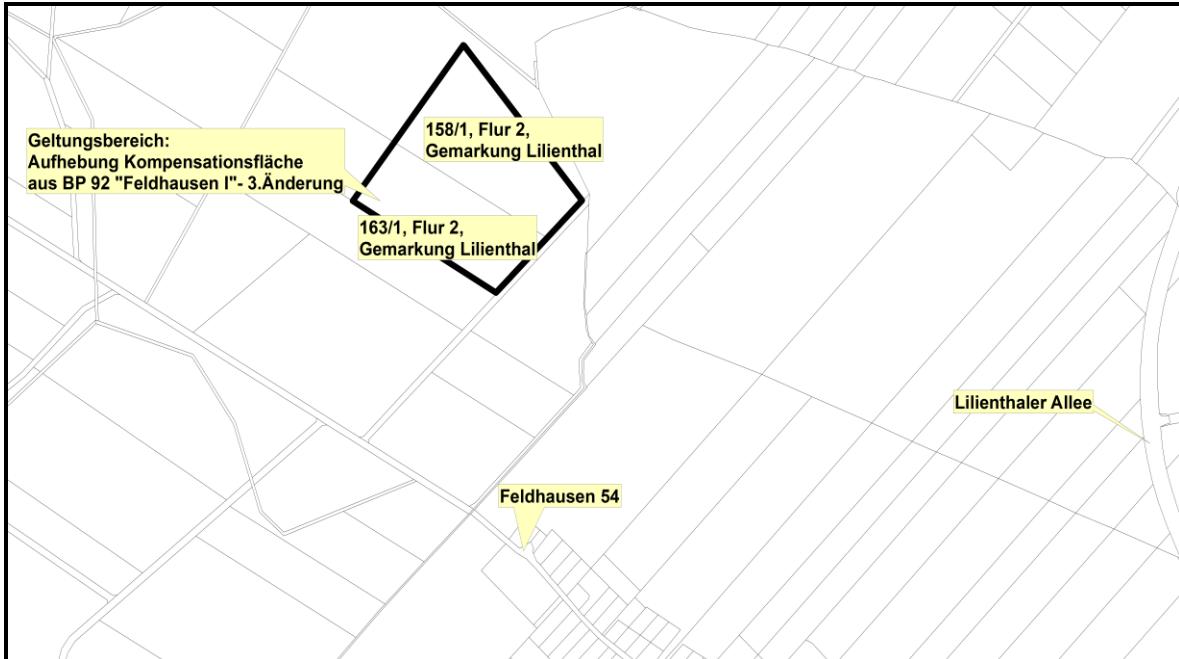 158/1, Flur 2,
Gemarkung Lilienthal
Geltungsbereich:
Aufhebung Kompensationsfläche
aus BP 92 "Feldhausen I"- 3.Änderung
163/1, Flur 2,
Gemarkung Lilienthal
Lilienthaler Allee
Feldhausen 54